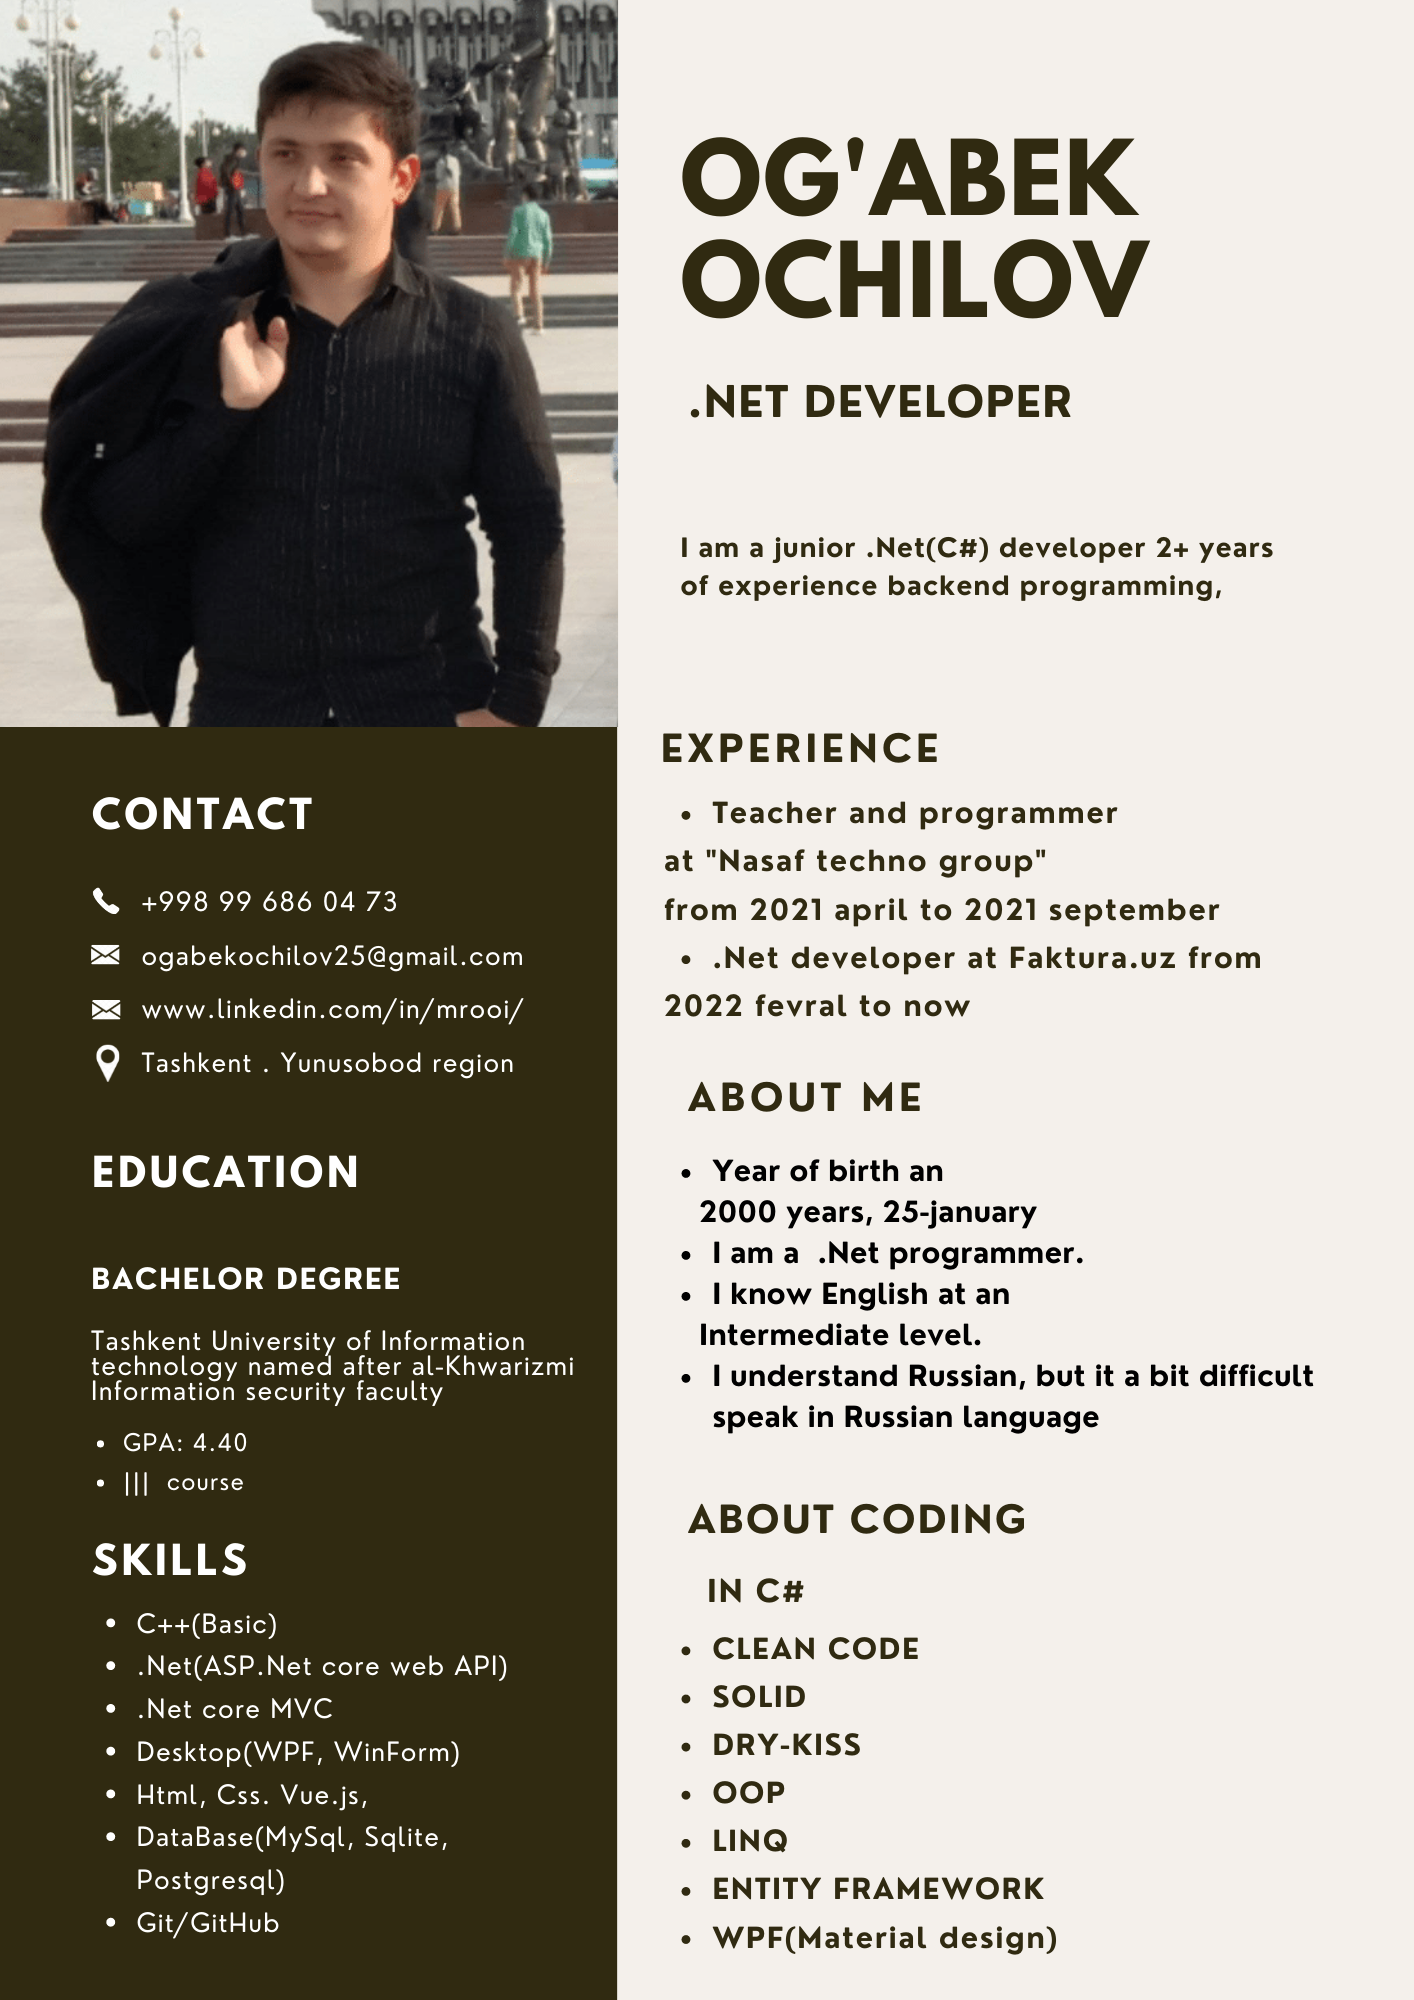 OG'ABEK
OCHILOV
.NET DEVELOPER
I am a junior .Net(C#) developer 2+ years
of experience backend programming,
CONTACT
+998 99 686 04 73
ogabekochilov25@gmail.com
www.linkedin.com/in/mrooi/
Tashkent . Yunusobod region
EDUCATION
BACHELOR DEGREE
Tashkent University of Information
technology named after al-Khwarizmi
Information security faculty
• GPA: 4.40
• ||| course
SKILLS
• C++(Basic)
• .Net(ASP.Net core web API)
• .Net core MVC
• Desktop(WPF, WinForm)
• Html, Css. Vue.js,
• DataBase(MySql, Sqlite,
Postgresql)
• Git/GitHub
EXPERIENCE
• Teacher and programmer
at "Nasaf techno group"
from 2021 april to 2021 september
• .Net developer at Faktura.uz from
2022 fevral to now
ABOUT ME
• Year of birth an
2000 years, 25-january
• I am a .Net programmer.
• I know English at an
Intermediate level.
• I understand Russian, but it a bit difficult
speak in Russian language
ABOUT CODING
IN C#
• CLEAN CODE
• SOLID
• DRY-KISS
• OOP
• LINQ
• ENTITY FRAMEWORK
• WPF(Material design)